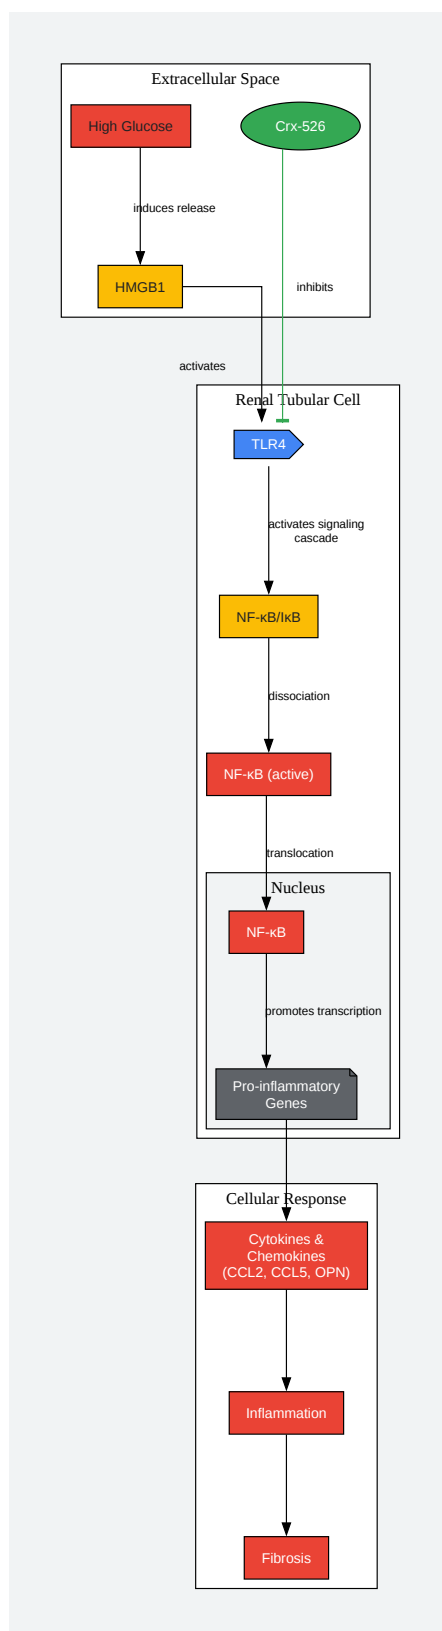 Extracellular Space
High Glucose
Crx-526
induces release
HMGB1
inhibits
activates
Renal Tubular Cell
TLR4
activates signaling
cascade
NF-κB/IκB
dissociation
NF-κB (active)
translocation
Nucleus
NF-κB
promotes transcription
Pro-inflammatory
Genes
Cellular Response
Cytokines &
Chemokines
(CCL2, CCL5, OPN)
Inflammation
Fibrosis